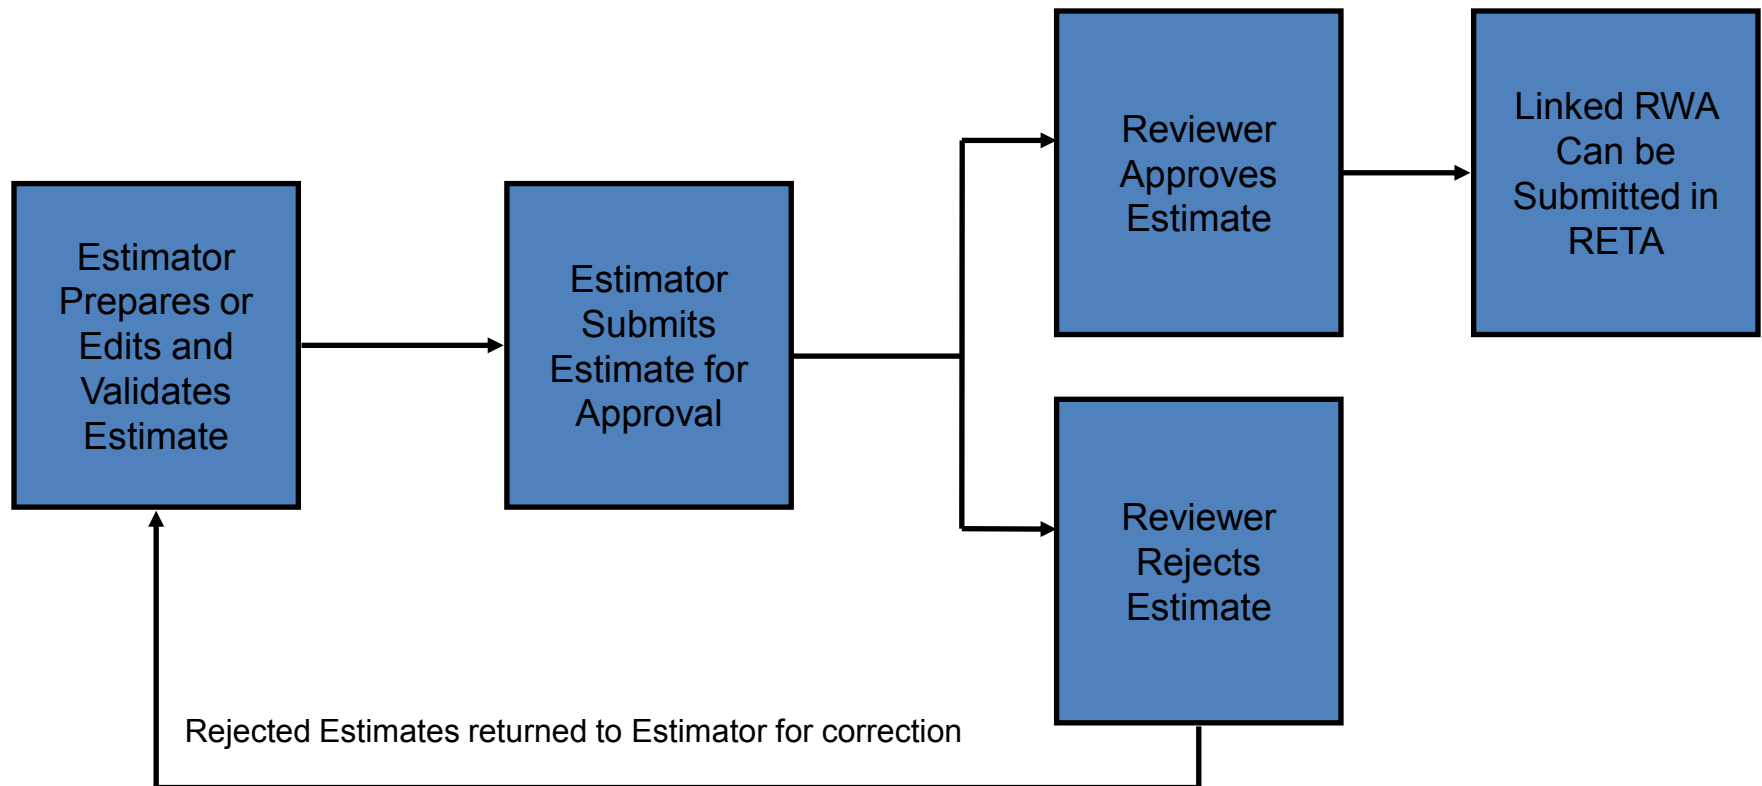 Estimator
Prepares or
Edits and
Validates
Estimate
Estimator
Submits
Estimate for
Approval
Reviewer
Approves
Estimate
Linked RWA
Can be
Submitted in
RETA
Reviewer
Rejects
Estimate
Rejected Estimates returned to Estimator for correction